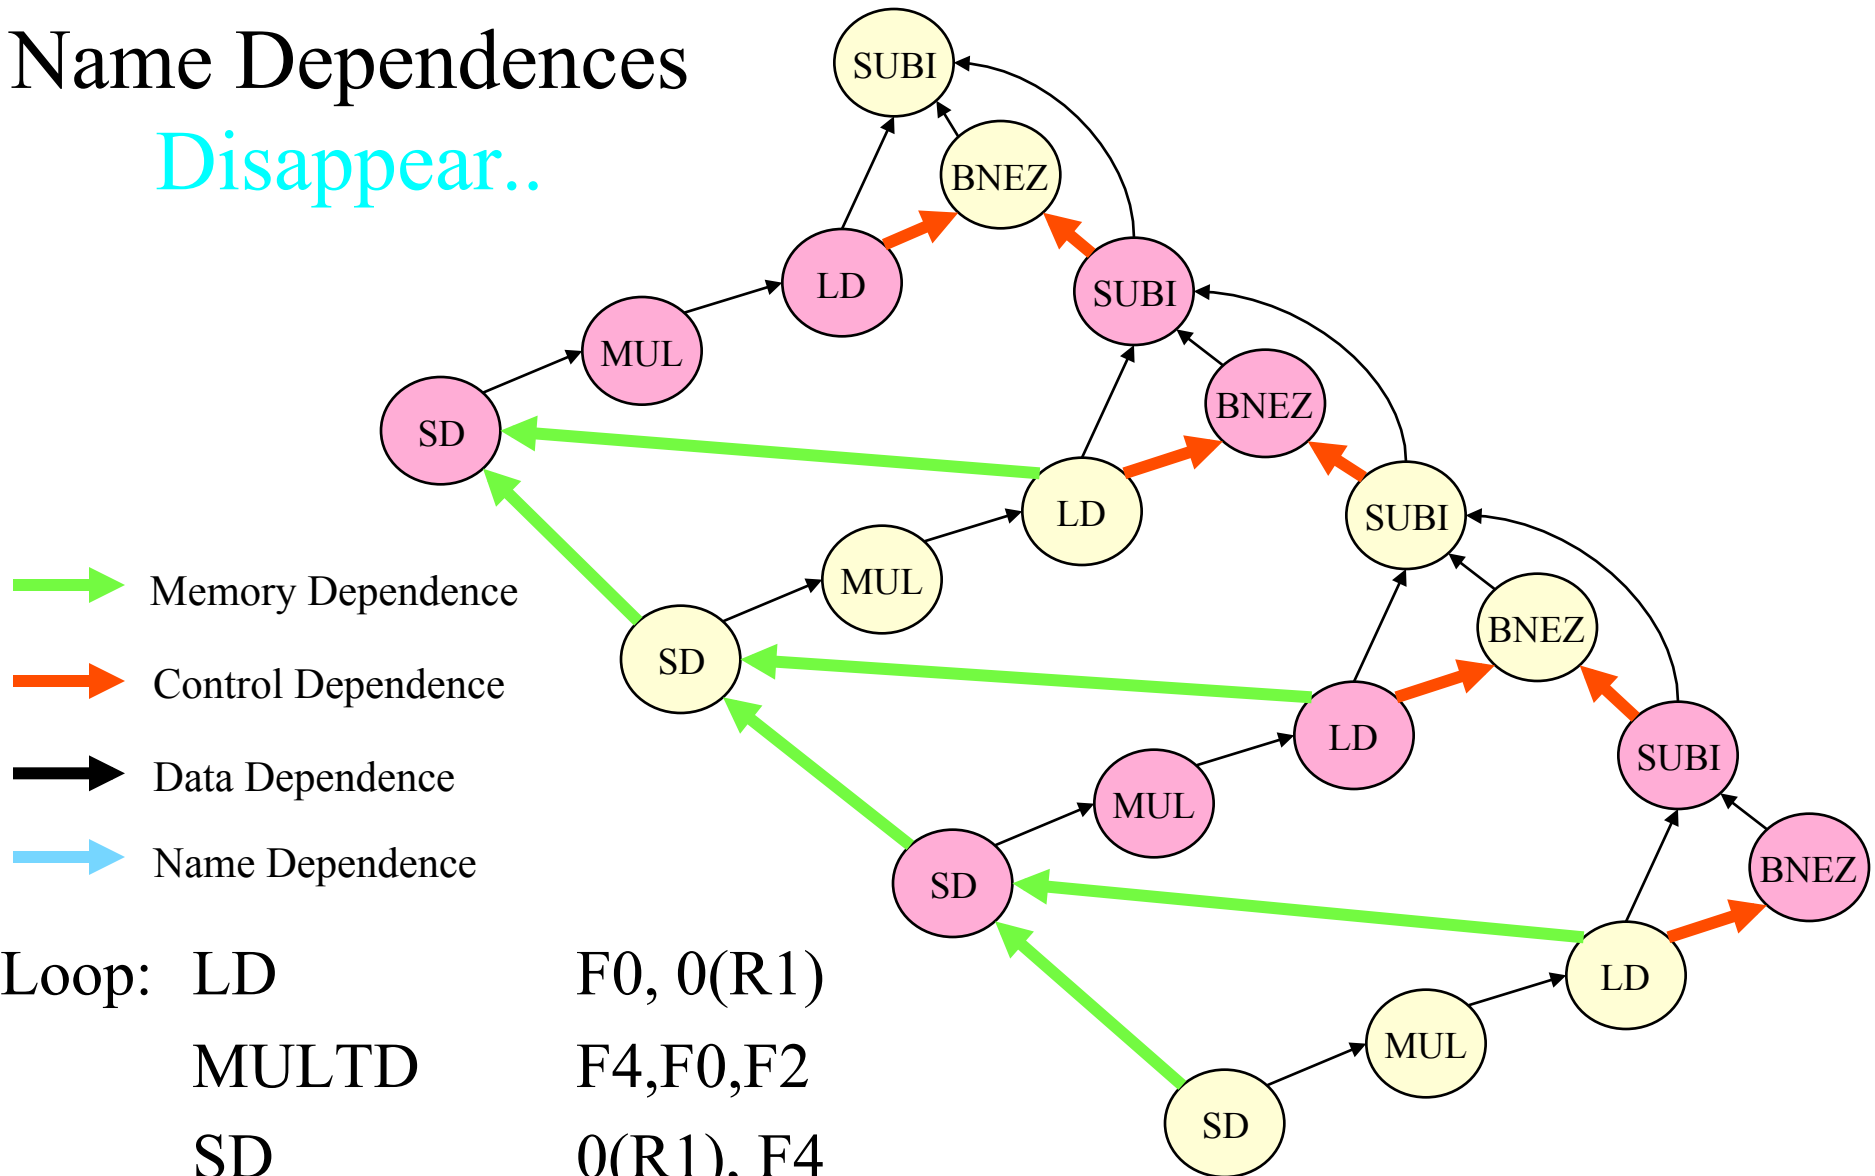 Name Dependences
Disappear..
SUBI
BNEZ
LD
SUBI
MUL
BNEZ
SD
LD
SUBI
MUL
BNEZ
SD
LD
SUBI
MUL
BNEZ
SD
LD
MUL
SD
Memory Dependence
Control Dependence
Data Dependence
Name Dependence
Loop: LD F0, 0(R1)
MULTD F4,F0,F2
SD 0(R1), F4